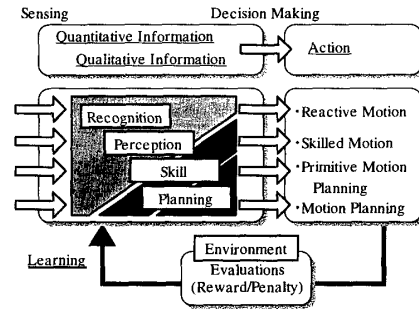 Sensing
Decision Making
Quantitative Information
Qualitative Information
Action
Recognition
Perception
Skill
Planning
・Reactive Motion
・Skilled Motion
・Primitive Motion
Planning
・Motion Planning
Learning
Environment
Evaluations
(Reward/Penalty)